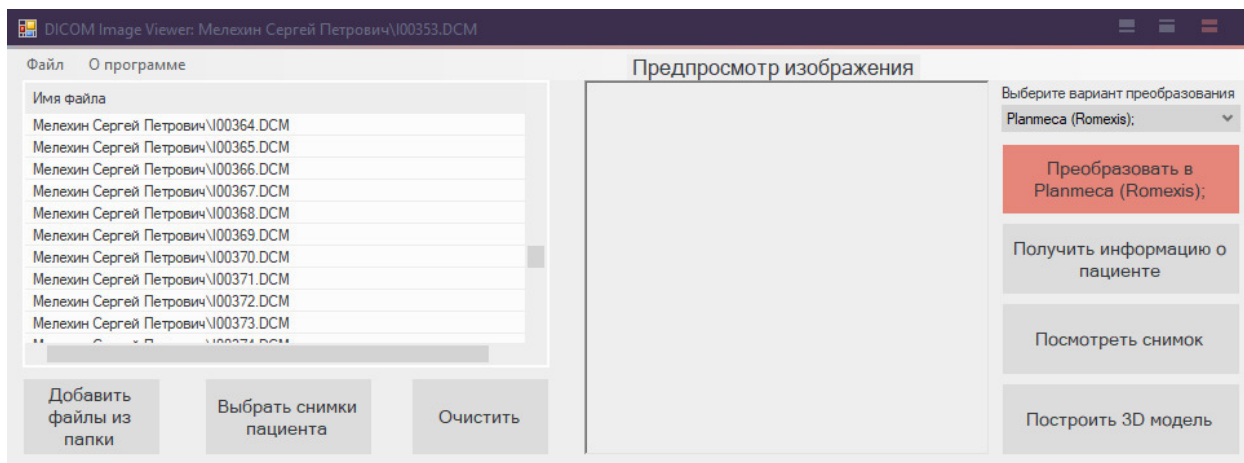 DICOM Image Viewer: Мелехин Сергей Петрович\I00353.DCM
Файл О программе
Предпросмотр изображения
Имя файла
Мелехин Сергей Петрович\I00364.DCM
Мелехин Сергей Петрович\I00365.DCM
Мелехин Сергей Петрович\I00366.DCM
Мелехин Сергей Петрович\I00367.DCM
Мелехин Сергей Петрович\I00368.DCM
Мелехин Сергей Петрович\I00369.DCM
Мелехин Сергей Петрович\I00370.DCM
Мелехин Сергей Петрович\I00371.DCM
Мелехин Сергей Петрович\I00372.DCM
Мелехин Сергей Петрович\I00373.DCM
Добавить
файлы из
папки
Выбрать снимки
пациента
Очистить
Выберите вариант преобразования
Planmeca (Romexis);
Преобразовать в
Planmeca (Romexis);
Получить информацию о
пациенте
Посмотреть снимок
Построить 3D модель